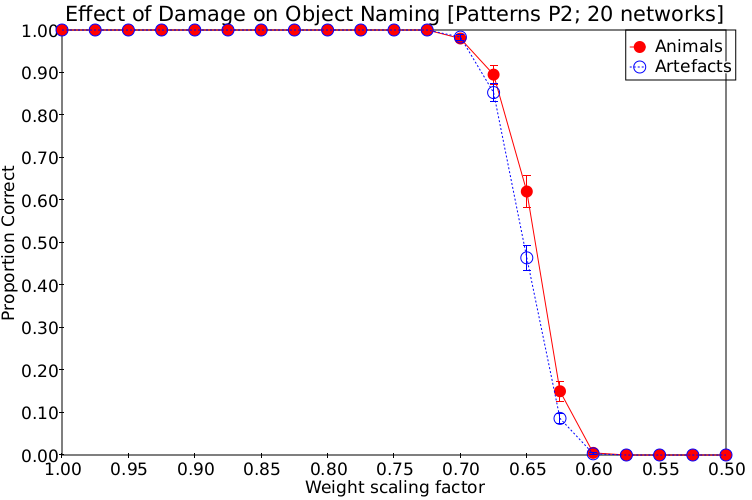 Effect of Damage on Object Naming [Patterns P2; 20 networks]
1.00
Animals
Artefacts
0.90
0.80
0.70
0.60
0.50
0.40
0.30
0.20
0.10
0.00
Proportion Correct
1.00 0.95 0.90 0.85 0.80 0.75 0.70 0.65 0.60 0.55 0.50
Weight scaling factor